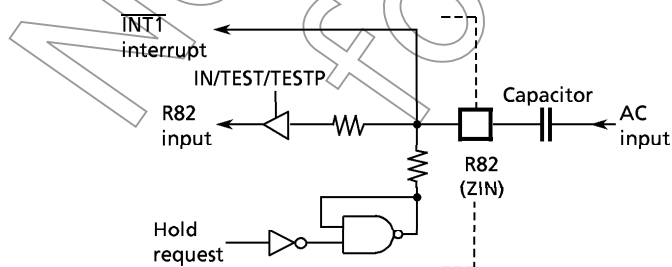 INT1
interrupt
IN/TEST/TESTP
Capacitor
R82
input
AC
input
R82
(ZIN)
Hold
request